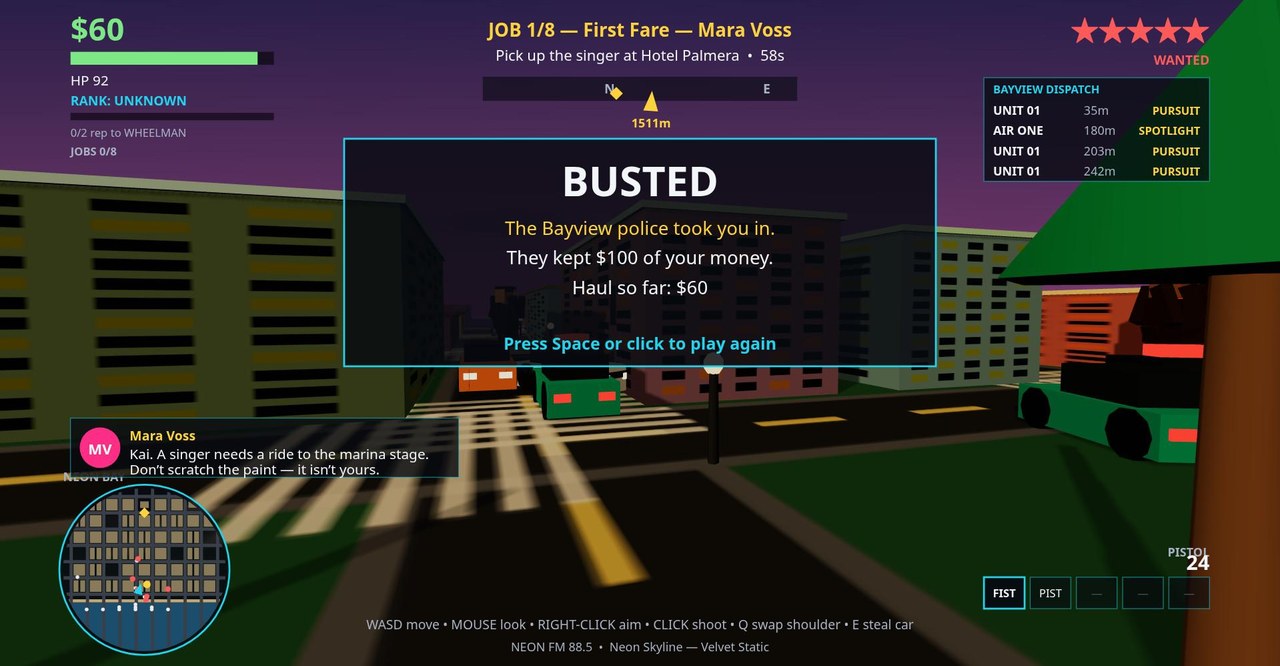 $60
HP 92
RANK: UNKNOWN
0/2 rep to WHEELMAN
JOBS 0/8
JOB 1/8 — First Fare — Mara Voss
Pick up the singer at Hotel Palmera • 58s
N E
1511m
★★★★★
WANTED
BAYVIEW DISPATCH
UNIT 01 35m PURSUIT
AIR ONE 180m SPOTLIGHT
UNIT 01 203m PURSUIT
UNIT 01 242m PURSUIT
BUSTED
The Bayview police took you in.
They kept $100 of your money.
Haul so far: $60
Press Space or click to play again
MV
Mara Voss
Kai. A singer needs a ride to the marina stage.
Don’t scratch the paint — it isn’t yours.
NEON BAY
PISTOL
24
FIST PIST — — —
WASD move • MOUSE look • RIGHT-CLICK aim • CLICK shoot • Q swap shoulder • E steal car
NEON FM 88.5 • Neon Skyline — Velvet Static